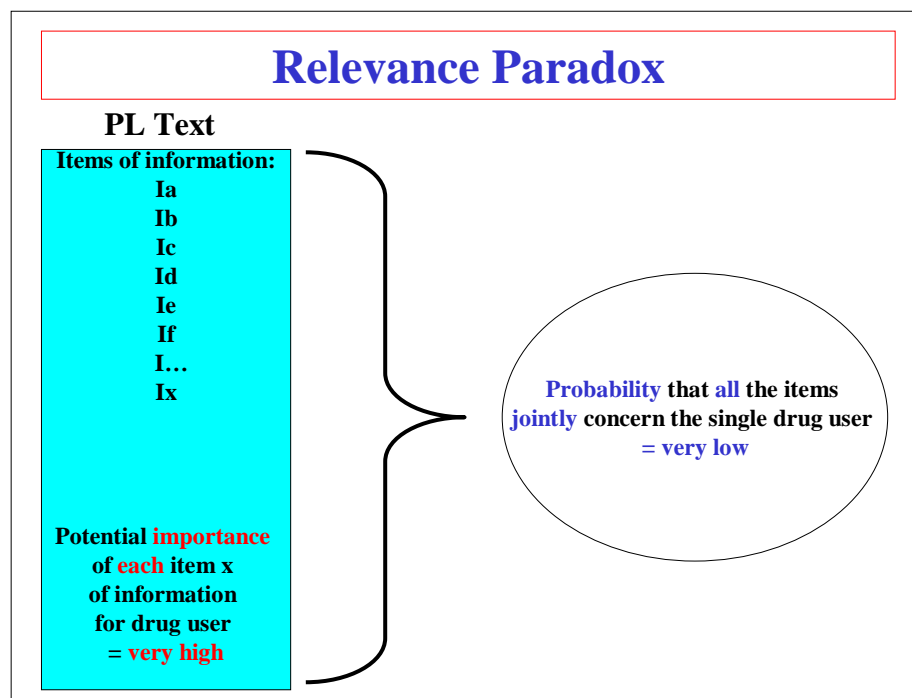 Relevance Paradox
PL Text
Items of information:
Ia
Ib
Ic
Id
Ie
If
I…
Ix
Potential importance
of each item x
of information
for drug user
= very high
Probability that all the items
jointly concern the single drug user
= very low